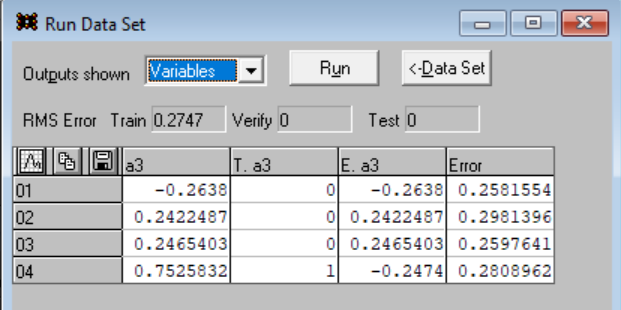 Run Data Set
Outputs shown Variables Run <-Data Set
RMS Error Train 0.2747 Verify 0 Test 0
a3 T. a3 E. a3 Error
01 -0.2638 0 -0.2638 0.2581554
02 0.2422487 0 0.2422487 0.2981396
03 0.2465403 0 0.2465403 0.2597641
04 0.7525832 1 -0.2474 0.2808962